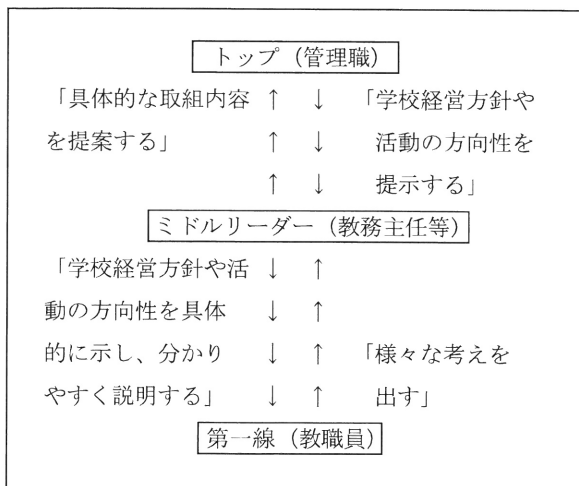 トップ(管理職)
「具体的な取組内容 ↑ ↓ 「学校経営方針や
を提案する」 ↑ ↓ 活動の方向性を
↑ ↓ 提示する」
ミドルリーダー(教務主任等)
「学校経営方針や活 ↓ ↑
動の方向性を具体 ↓ ↑
的に示し、分かり ↓ ↑ 「様々な考えを
やすく説明する」 ↓ ↑ 出す」
第一線(教職員)